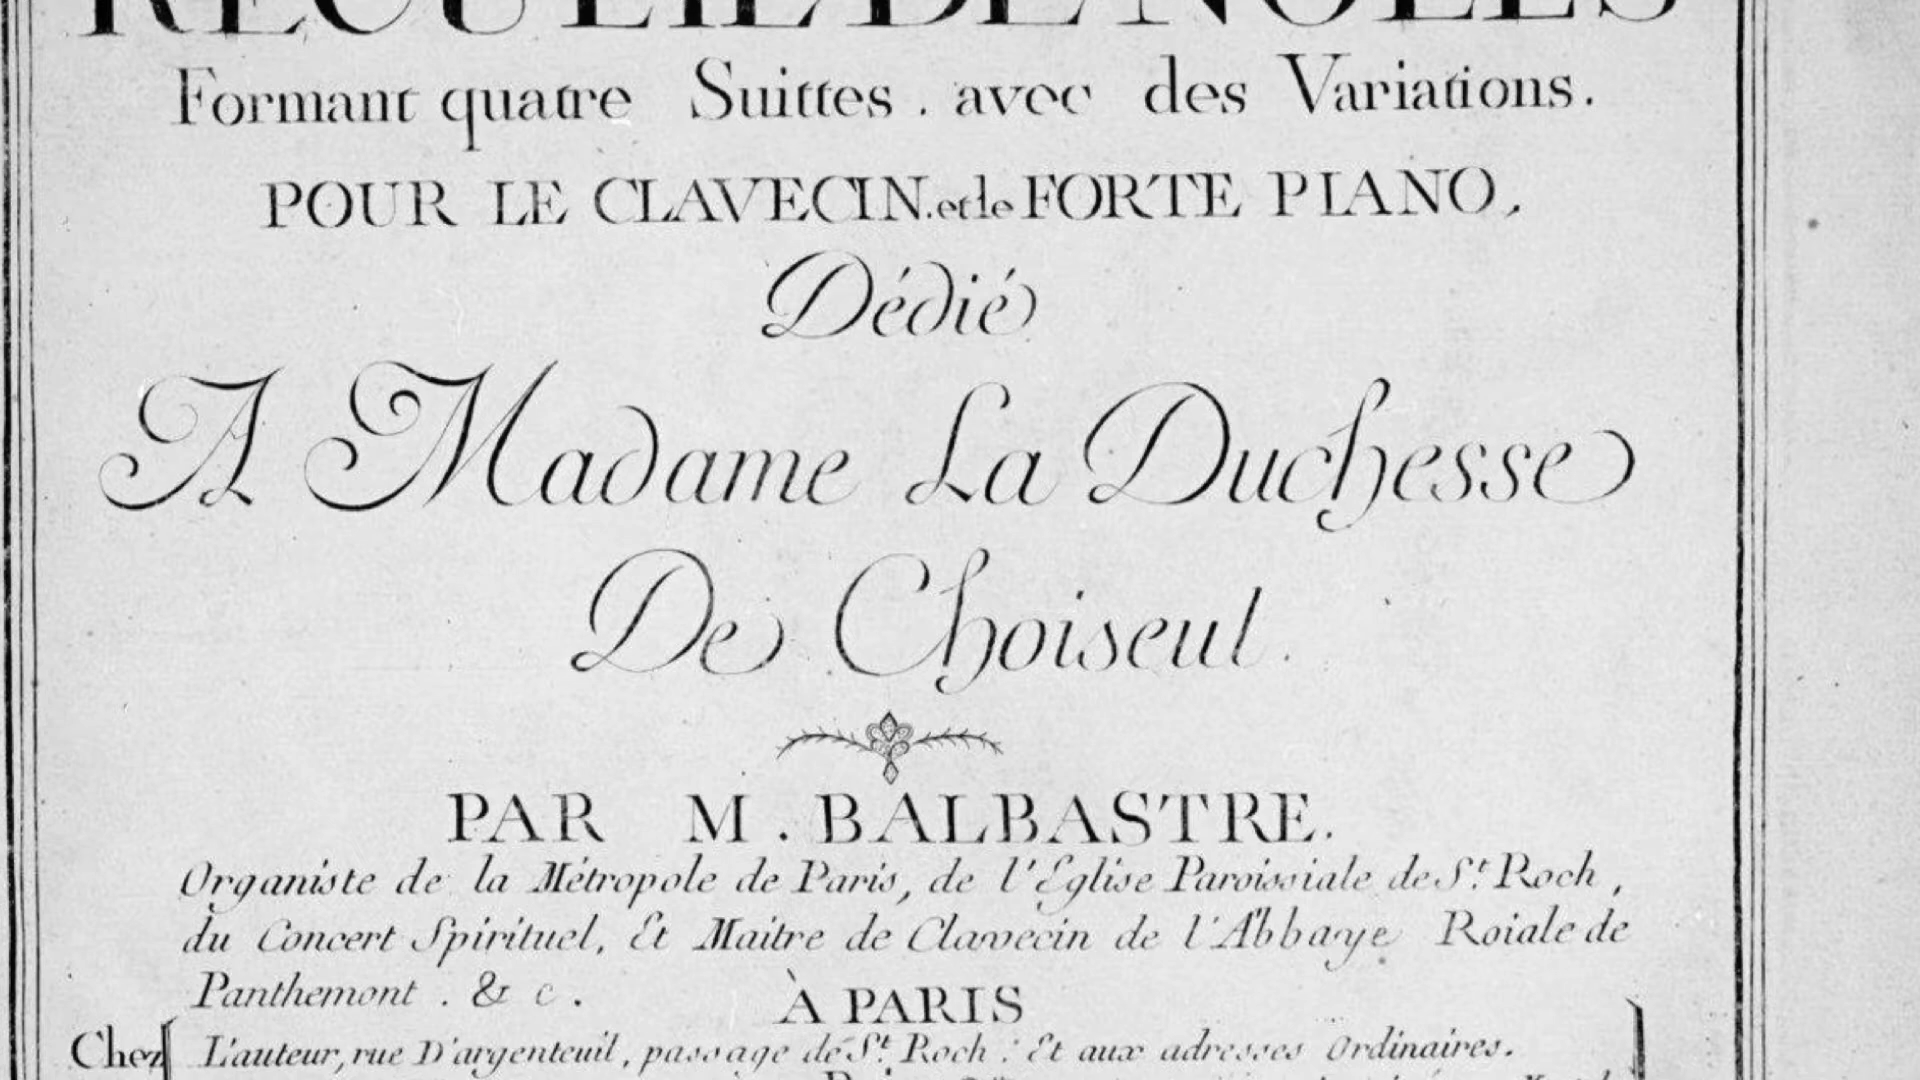 RECUEIL DE NOELS
Formant quatre Suittes. avec des Variations.
POUR LE CLAVECIN. et le FORTE PIANO,
Dédié
A Madame La Duchesse
De Choiseul.
PAR M. BALBASTRE.
Organiste de la Métropole de Paris, de l'Eglise Paroissiale de St. Roch,
du Concert Spirituel, Et Maitre de Clavecin de l'Abbaye Roiale de
Panthemont. & c.
À PARIS
Chez L'auteur, rue D'argenteuil, passage de St. Roch: Et aux adresses Ordinaires.